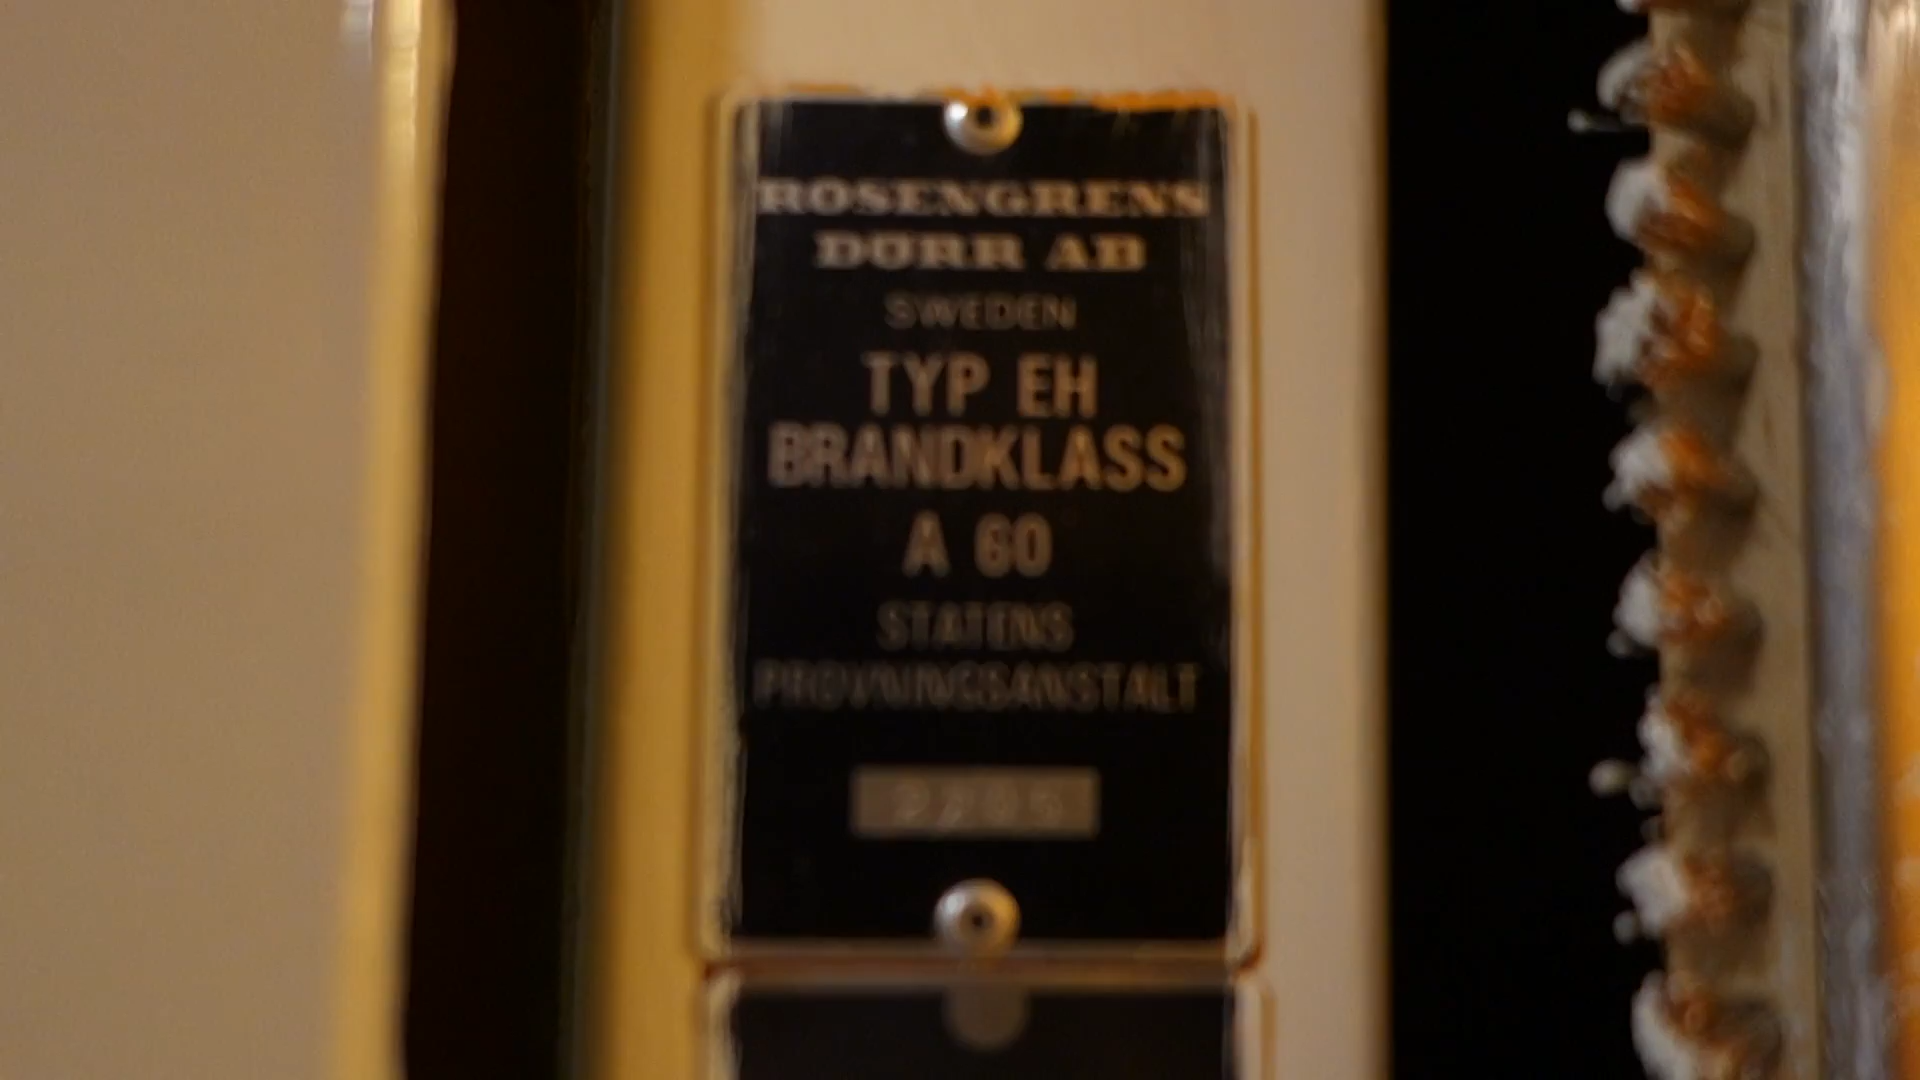 ROSENGRENS
DÖRR AB
SWEDEN
TYP EH
BRANDKLASS
A 60
STATENS
PROVNINGSANSTALT